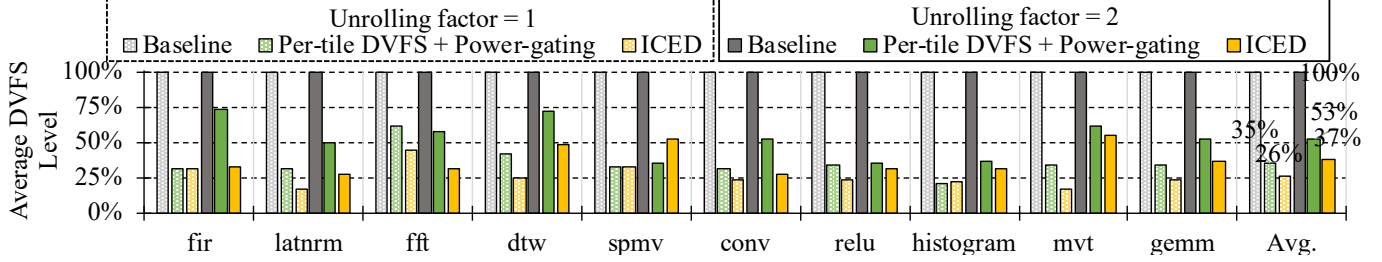 Unrolling factor = 1
Unrolling factor = 2
Baseline Per-tile DVFS + Power-gating ICED
Baseline Per-tile DVFS + Power-gating ICED
Average DVFS
Level
100%
75%
50%
25%
0%
100%
53%
35%
37%
26%
fir latnrm fft dtw spmv conv relu histogram mvt gemm Avg.